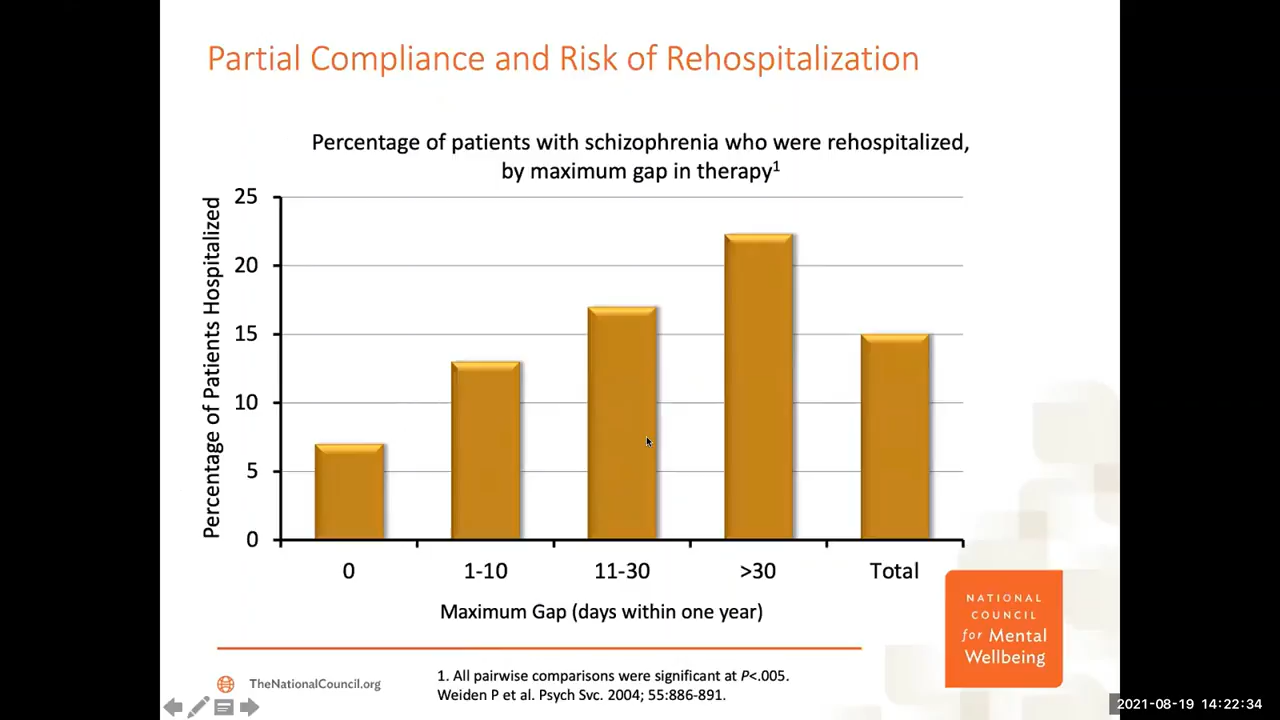 Partial Compliance and Risk of Rehospitalization
Percentage of patients with schizophrenia who were rehospitalized,
by maximum gap in therapy¹
Percentage of Patients Hospitalized
25
20
15
10
5
0
0 1-10 11-30 >30 Total
Maximum Gap (days within one year)
NATIONAL
COUNCIL
for Mental
Wellbeing
TheNationalCouncil.org
1. All pairwise comparisons were significant at P<.005.
Weiden P et al. Psych Svc. 2004; 55:886-891.
2021-08-19 14:22:34